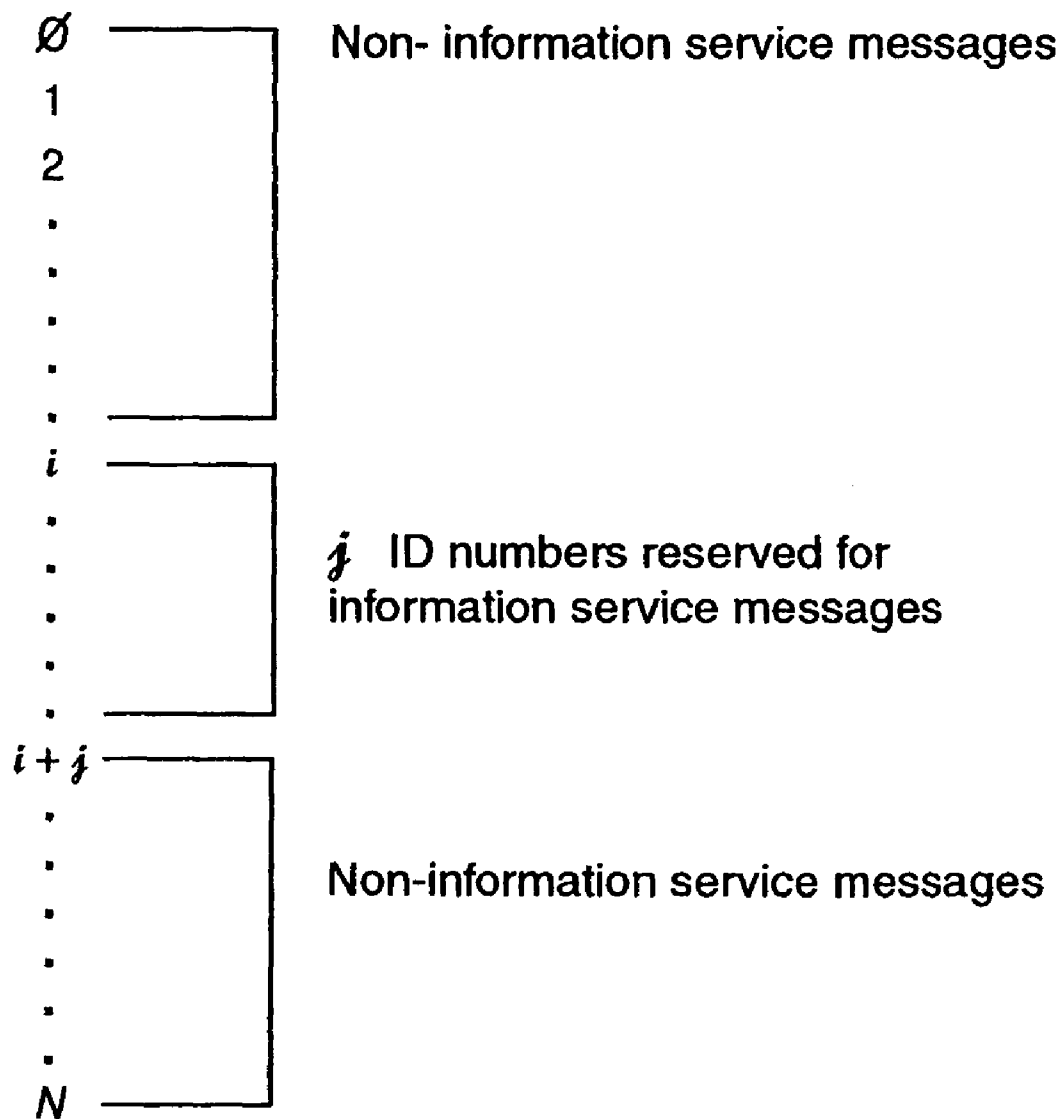 Ø Non- information service messages
1
2
.
.
.
.
.
i
.
. j ID numbers reserved for
. information service messages
.
.
i + j
.
.
. Non-information service messages
.
.
.
N